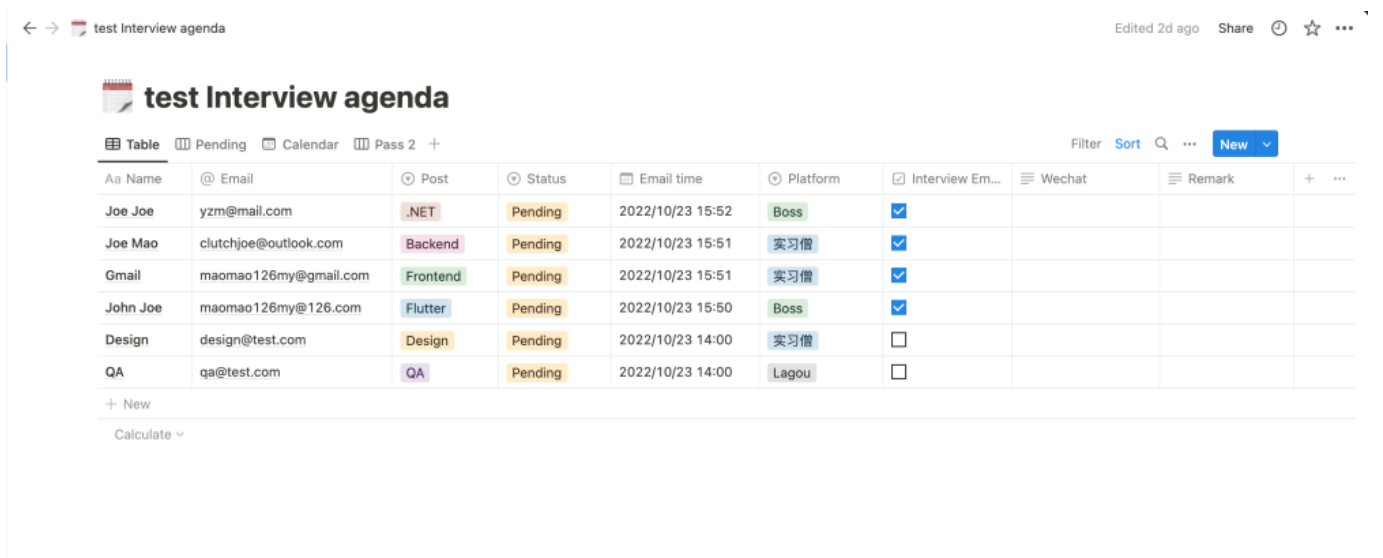 test Interview agenda Edited 2d ago Share
test Interview agenda
Table Pending Calendar Pass 2 Filter Sort New
Aa Name @ Email Post Status Email time Platform Interview Em... Wechat Remark
Joe Joe yzm@mail.com .NET Pending 2022/10/23 15:52 Boss
Joe Mao clutchjoe@outlook.com Backend Pending 2022/10/23 15:51 实习僧
Gmail maomao126my@gmail.com Frontend Pending 2022/10/23 15:51 实习僧
John Joe maomao126my@126.com Flutter Pending 2022/10/23 15:50 Boss
Design design@test.com Design Pending 2022/10/23 14:00 实习僧
QA qa@test.com QA Pending 2022/10/23 14:00 Lagou
+ New
Calculate